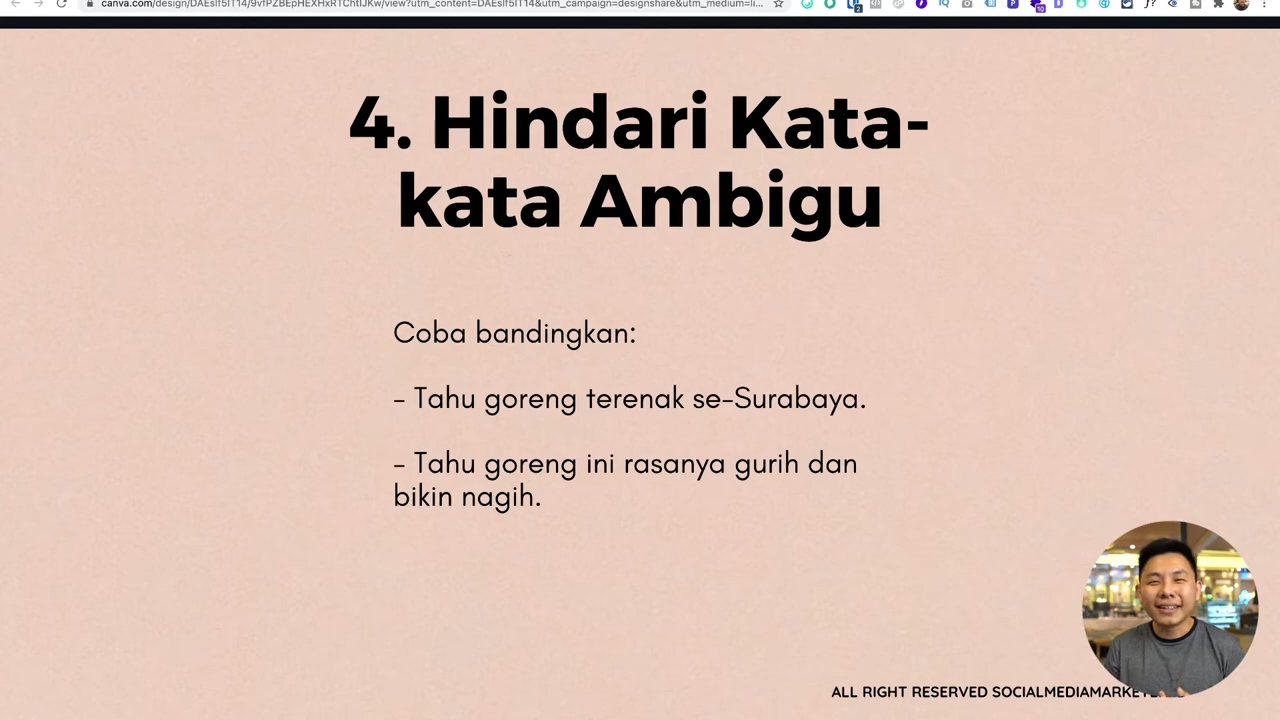 4. Hindari Kata-
kata Ambigu
Coba bandingkan:
- Tahu goreng terenak se-Surabaya.
- Tahu goreng ini rasanya gurih dan
bikin nagih.
ALL RIGHT RESERVED